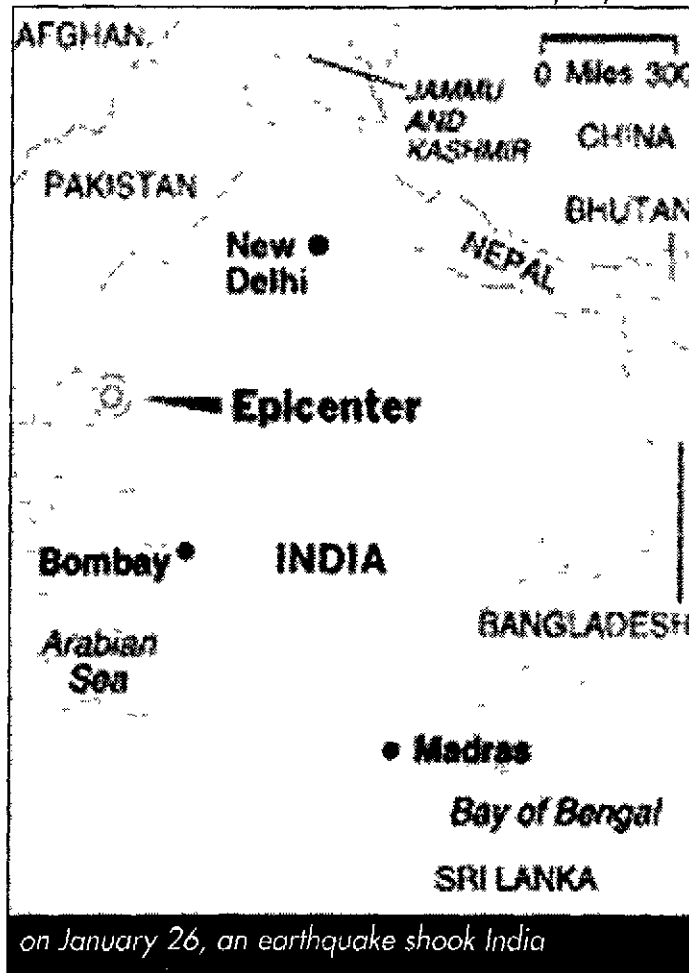 AFGHAN.
0 Miles 300
JAMMU
AND
KASHMIR
CHINA
PAKISTAN
BHUTAN
New
Delhi
NEPAL
Epicenter
Bombay
INDIA
BANGLADESH
Arabian
Sea
Madras
Bay of Bengal
SRI LANKA
on January 26, an earthquake shook India